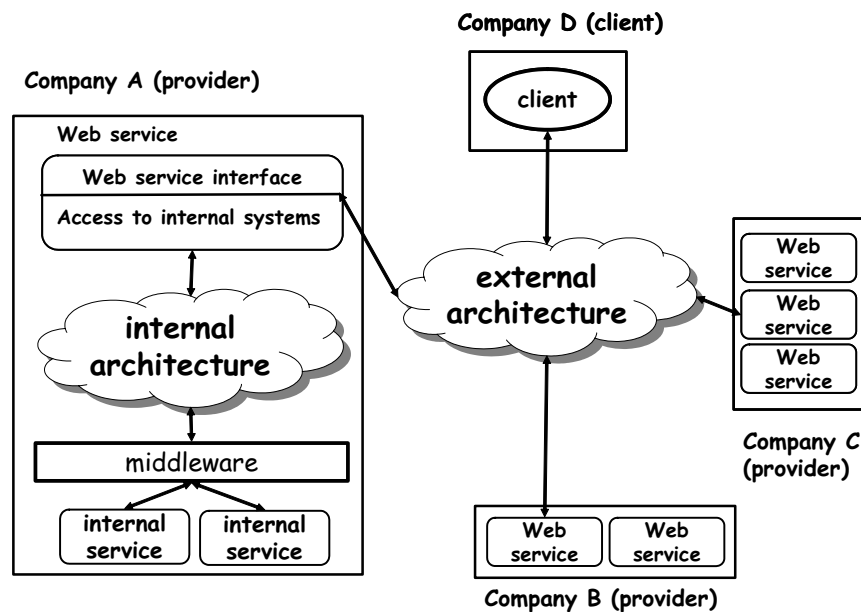 Company D (client)
client
Company A (provider)
Web service
Web service interface
Access to internal systems
internal
architecture
middleware
internal
service
internal
service
external
architecture
Web
service
Web
service
Web
service
Company C
(provider)
Web
service
Web
service
Company B (provider)